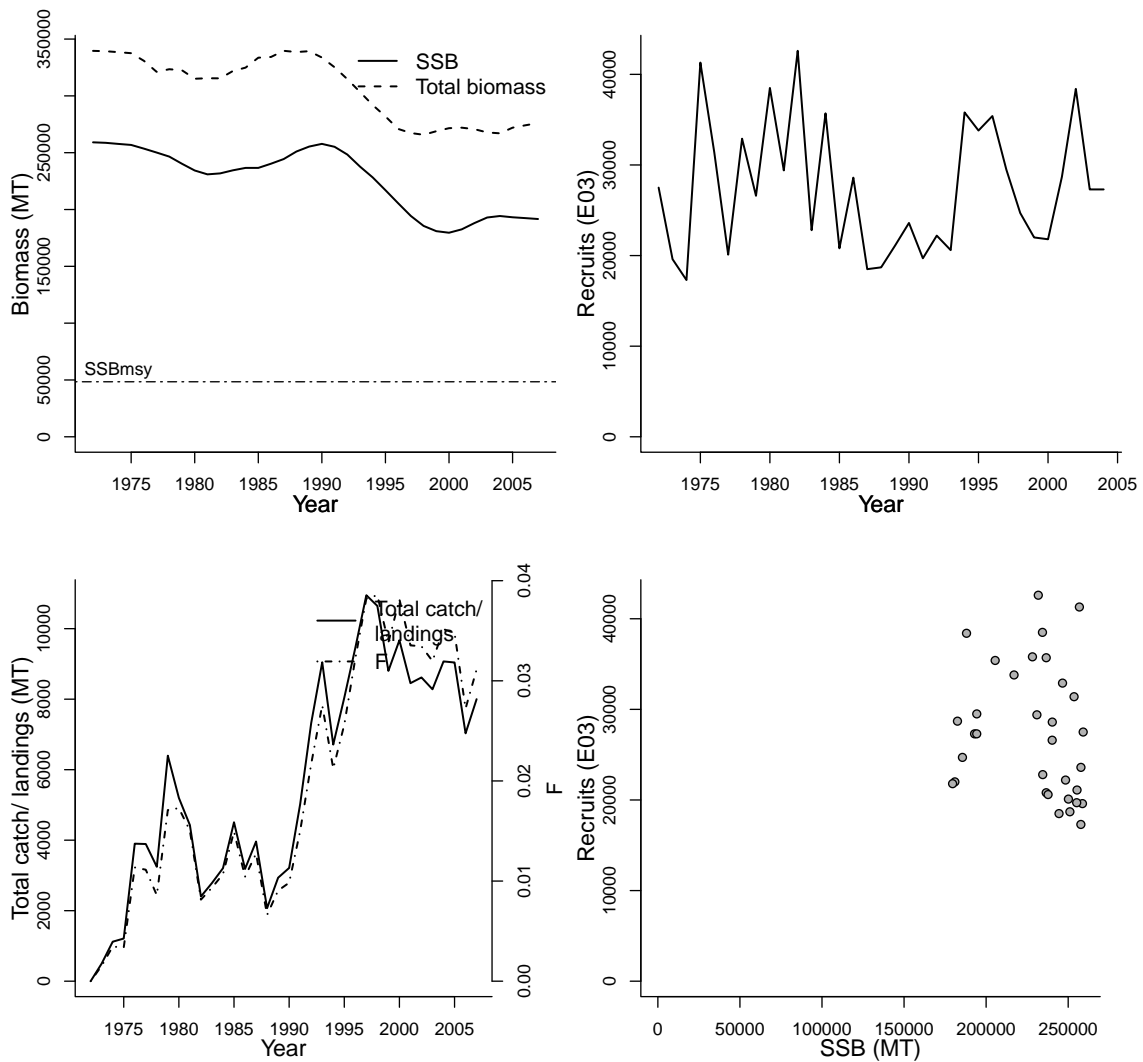 Biomass (MT)
0
50000
150000
250000
350000
SSB
Total biomass
SSBmsy
1975 1980 1985 1990 1995 2000 2005
Year
Recruits (E03)
0
10000
20000
30000
40000
1975 1980 1985 1990 1995 2000 2005
Year
Total catch/ landings (MT)
0
2000
4000
6000
8000
10000
Total catch/
landings
F
0.00
0.01
0.02
0.03
0.04
F
1975 1980 1985 1990 1995 2000 2005
Year
Recruits (E03)
0
10000
20000
30000
40000
0 50000 100000 150000 200000 250000
SSB (MT)